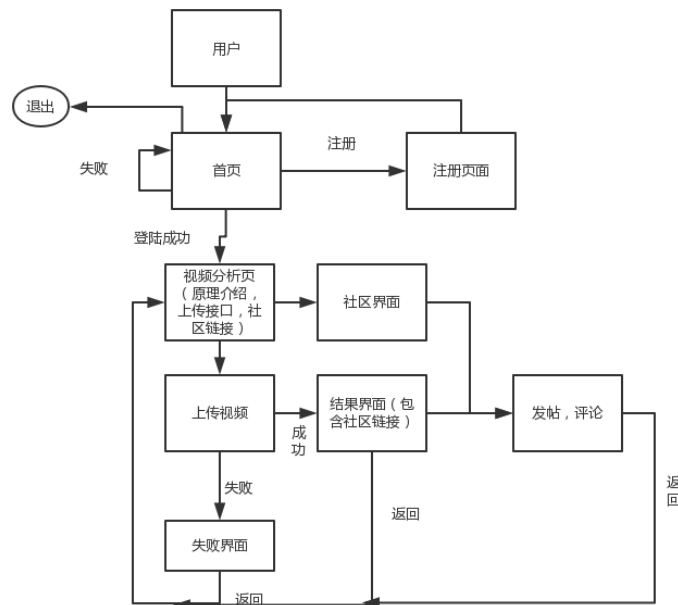 用户
退出
注册
失败
首页
注册页面
登陆成功
视频分析页
（原理介绍，
上传接口，社
区链接）
社区界面
上传视频
成
功
结果界面（包
含社区链接）
发帖，评论
失败
返
回
返回
失败界面
返回